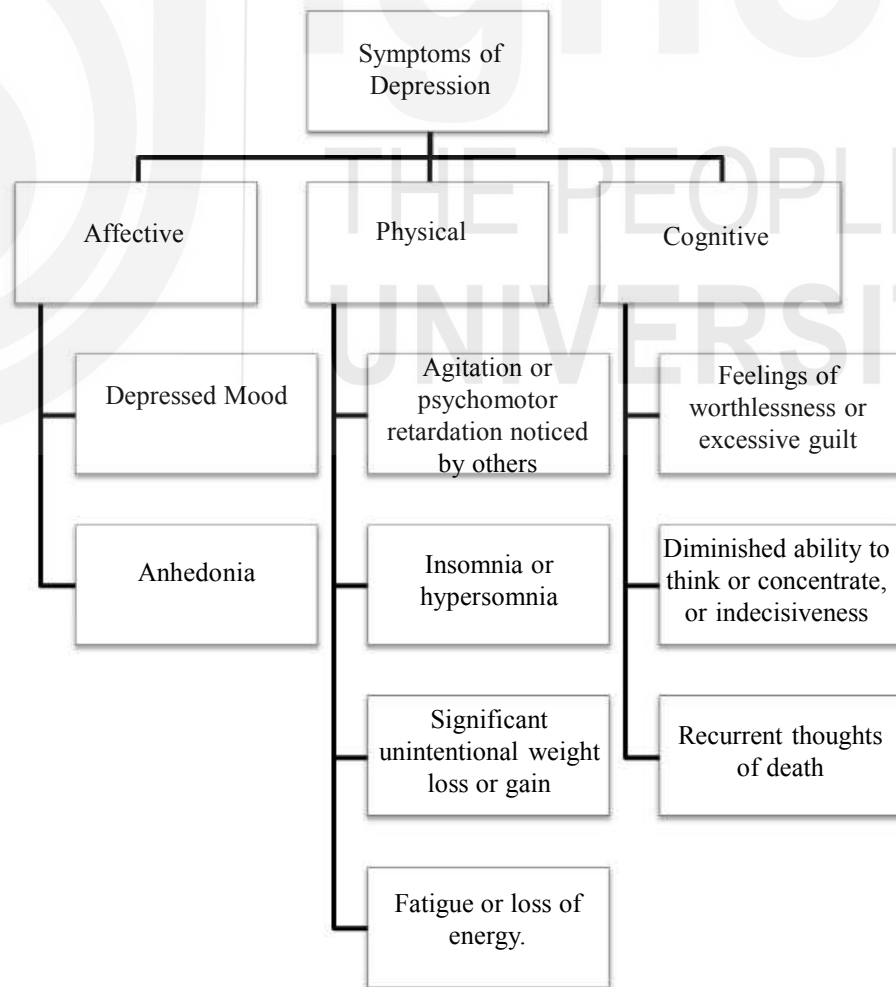 Symptoms of
Depression
Affective
Physical
Cognitive
Depressed Mood
Anhedonia
Agitation or
psychomotor
retardation noticed
by others
Insomnia or
hypersomnia
Significant
unintentional weight
loss or gain
Fatigue or loss of
energy.
Feelings of
worthlessness or
excessive guilt
Diminished ability to
think or concentrate,
or indecisiveness
Recurrent thoughts
of death
THE PEOPLE